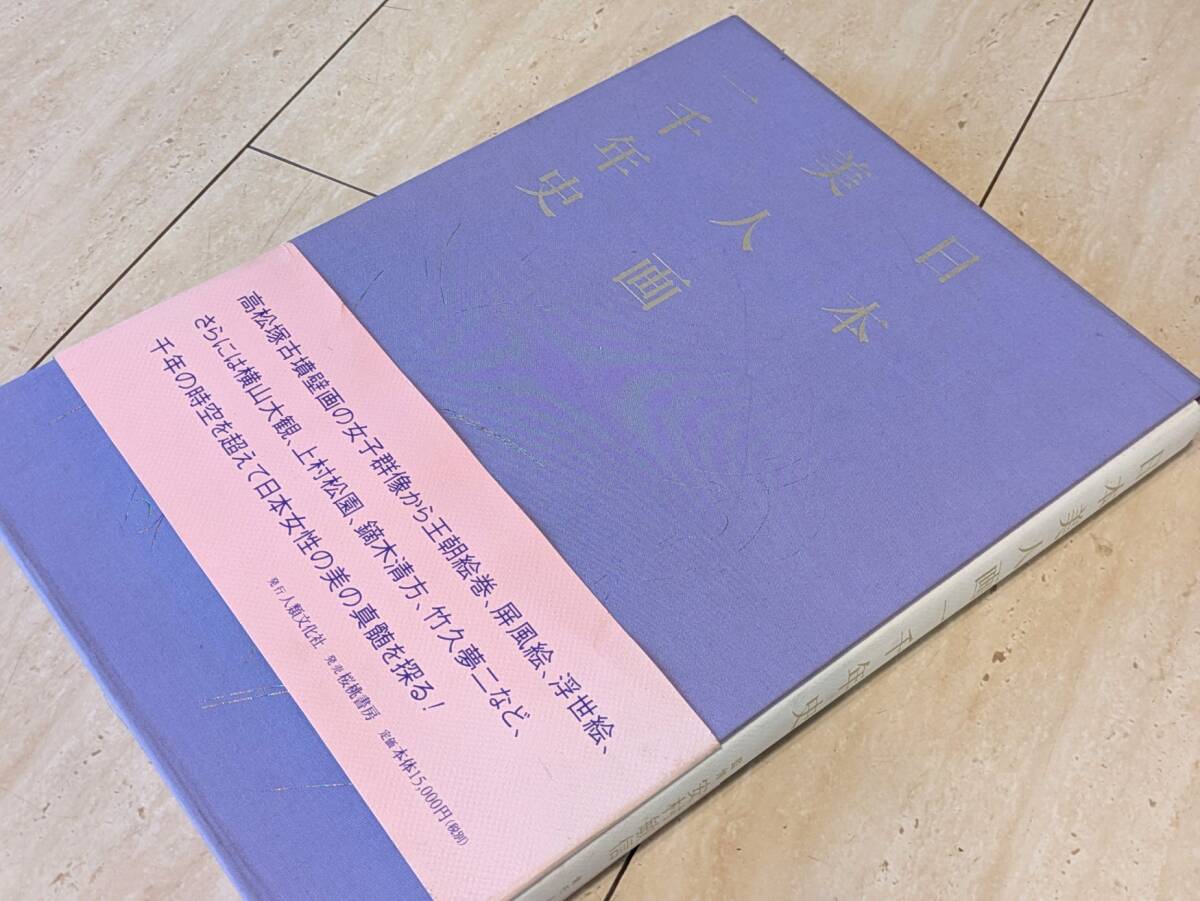 日本
美人画
一千年史
高松塚古墳壁画の女子群像から王朝絵巻、屏風絵、浮世絵、
さらには横山大観、上村松園、鏑木清方、竹久夢二など、
千年の時空を超えて日本女性の美の真髄を探る!
発行 人類文化社 発売 桜桃書房 定価 本体15,000円(税別)
日本美人画一千年史